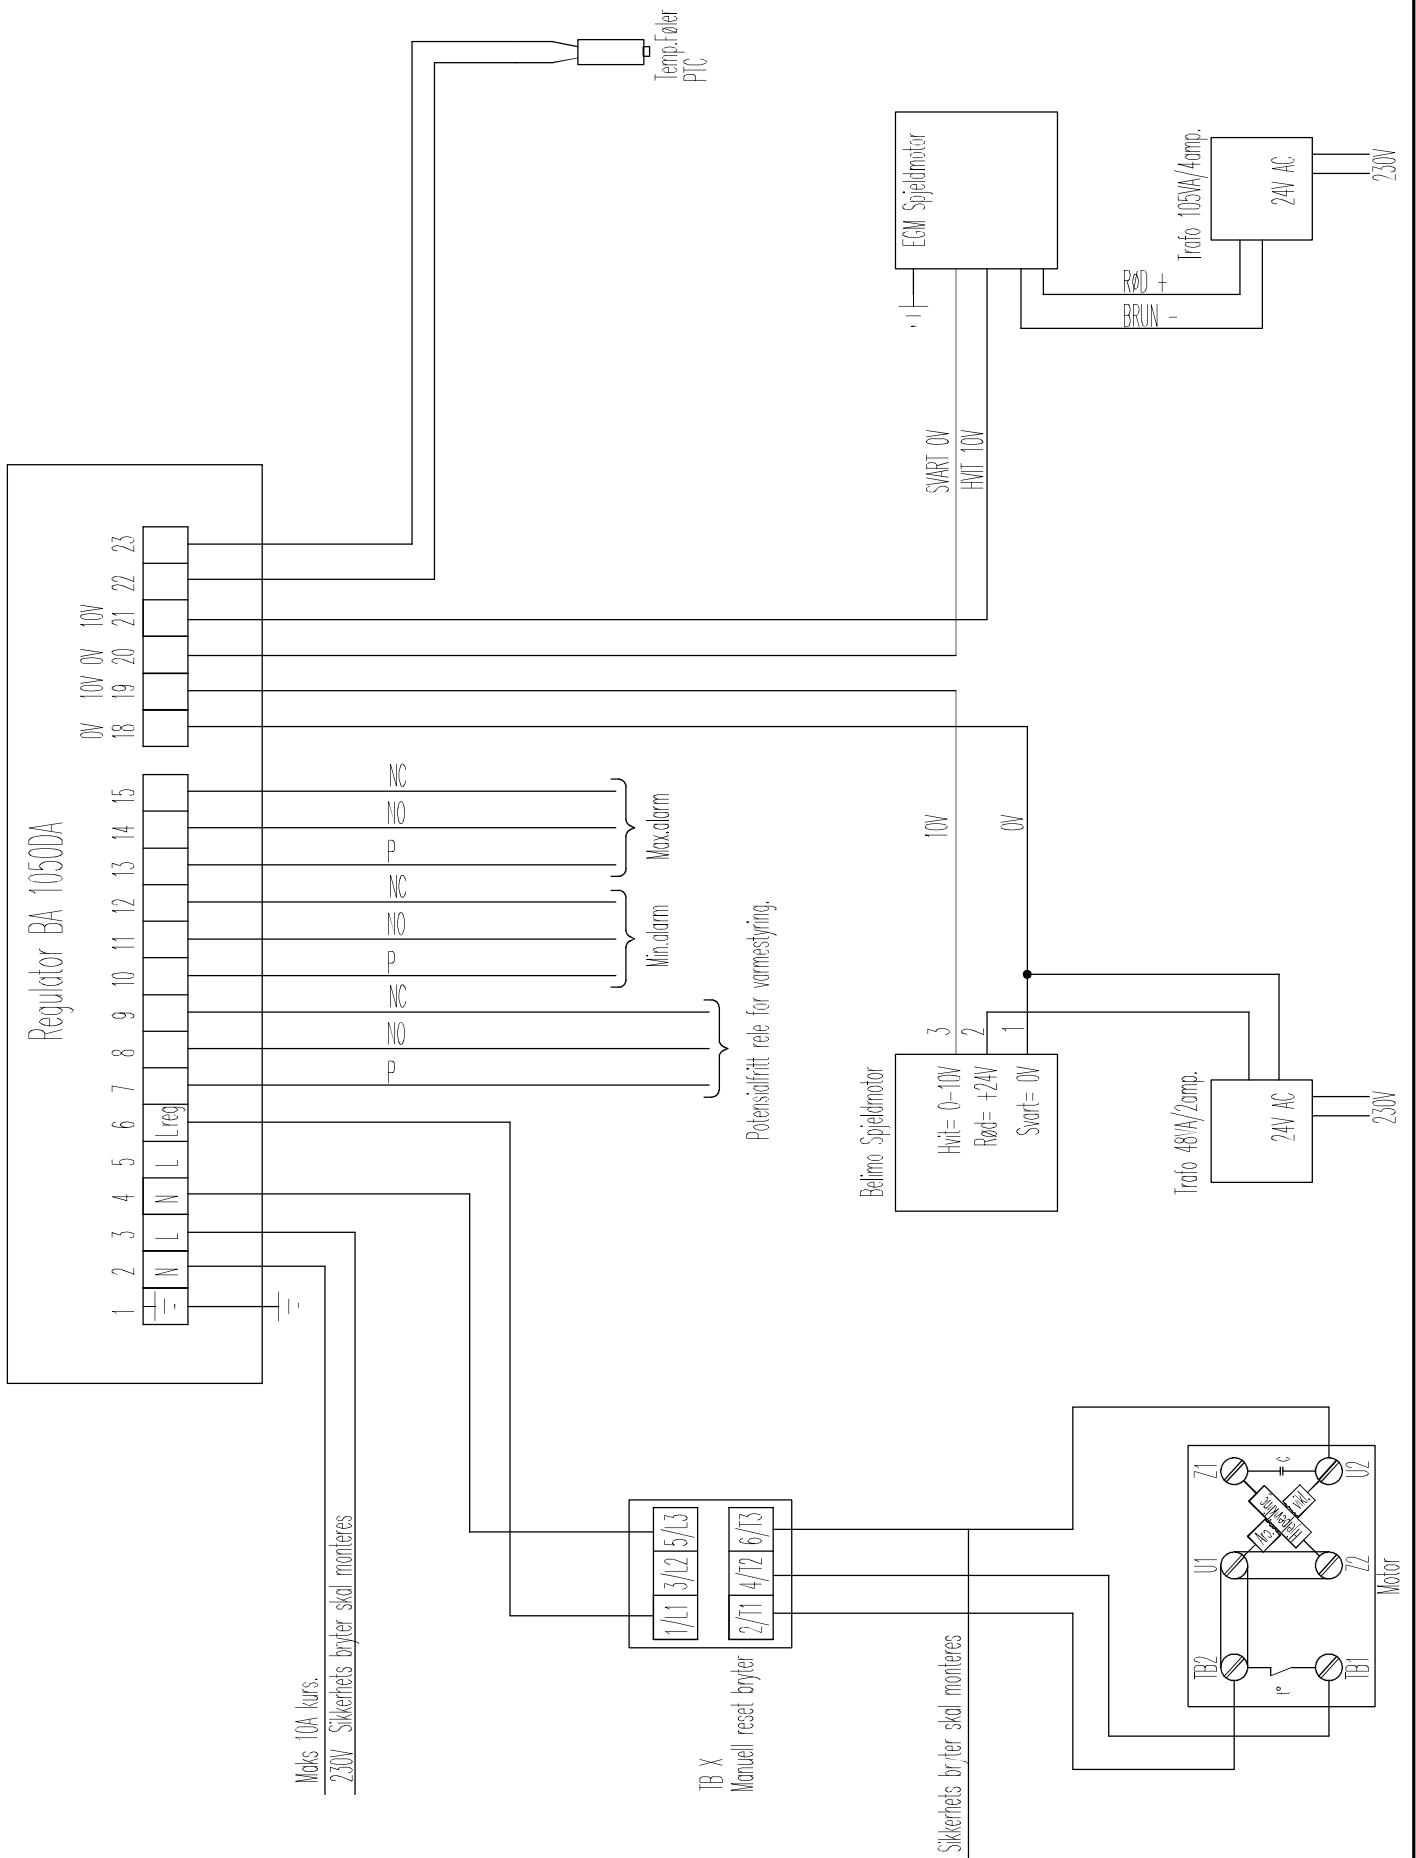 Regulator BA 1050DA
0V 10V 0V 10V
1 2 3 4 5 6 7 8 9 10 11 12 13 14 15 18 19 20 21 22 23
N L N L Lreg
P NO NC P NO NC P NO NC
Maks 10A kurs.
230V Sikkerhets bryter skal monteres
Potensialfritt rele for varmestyring.
Min.alarm
Max.alarm
Temp.Føler
PTC
TB X
Manuell reset bryter
1/L1 3/L2 5/L3
2/T1 4/T2 6/T3
Sikkerhets bryter skal monteres
Belimo Spjeldmotor
10V
0V
3
2
1
Hvit= 0-10V
Rød= +24V
Svart= 0V
SVART 0V
HVIT 10V
EGM Spjeldmotor
RØD +
BRUN -
Trafo 48VA/2amp.
24V AC
230V
Trafo 105VA/4amp.
24V AC
230V
TB2 U1 Z1
t° c
TB1 Z2 U2
Motor